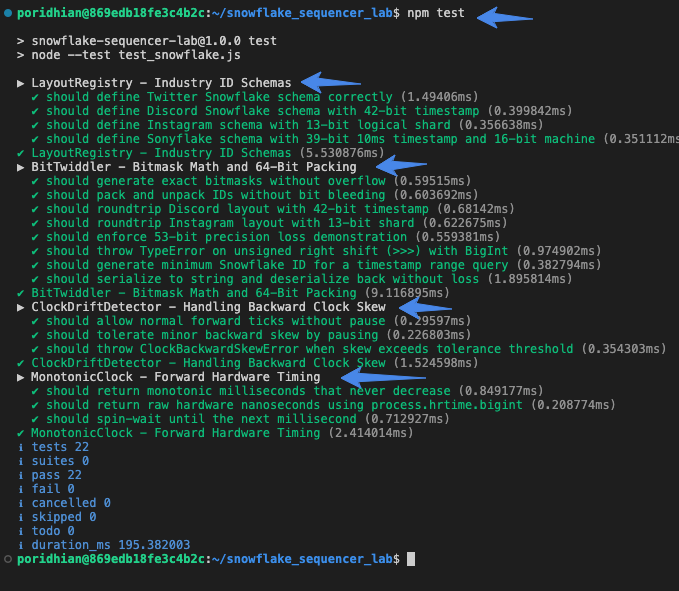 poridhian@869edb18fe3c4b2c:~/snowflake_sequencer_lab$ npm test
> snowflake-sequencer-lab@1.0.0 test
> node --test test_snowflake.js
▶ LayoutRegistry - Industry ID Schemas
✔ should define Twitter Snowflake schema correctly (1.49406ms)
✔ should define Discord Snowflake schema with 42-bit timestamp (0.399842ms)
✔ should define Instagram schema with 13-bit logical shard (0.356638ms)
✔ should define Sonyflake schema with 39-bit 10ms timestamp and 16-bit machine (0.351112ms
✔ LayoutRegistry - Industry ID Schemas (5.530876ms)
▶ BitTwiddler - Bitmask Math and 64-Bit Packing
✔ should generate exact bitmasks without overflow (0.59515ms)
✔ should pack and unpack IDs without bit bleeding (0.603692ms)
✔ should roundtrip Discord layout with 42-bit timestamp (0.68142ms)
✔ should roundtrip Instagram layout with 13-bit shard (0.622675ms)
✔ should enforce 53-bit precision loss demonstration (0.559381ms)
✔ should throw TypeError on unsigned right shift (>>>) with BigInt (0.974902ms)
✔ should generate minimum Snowflake ID for a timestamp range query (0.382794ms)
✔ should serialize to string and deserialize back without loss (1.895814ms)
✔ BitTwiddler - Bitmask Math and 64-Bit Packing (9.116895ms)
▶ ClockDriftDetector - Handling Backward Clock Skew
✔ should allow normal forward ticks without pause (0.29597ms)
✔ should tolerate minor backward skew by pausing (0.226803ms)
✔ should throw ClockBackwardSkewError when skew exceeds tolerance threshold (0.354303ms)
✔ ClockDriftDetector - Handling Backward Clock Skew (1.524598ms)
▶ MonotonicClock - Forward Hardware Timing
✔ should return monotonic milliseconds that never decrease (0.849177ms)
✔ should return raw hardware nanoseconds using process.hrtime.bigint (0.208774ms)
✔ should spin-wait until the next millisecond (0.712927ms)
✔ MonotonicClock - Forward Hardware Timing (2.414014ms)
ℹ tests 22
ℹ suites 0
ℹ pass 22
ℹ fail 0
ℹ cancelled 0
ℹ skipped 0
ℹ todo 0
ℹ duration_ms 195.382003
poridhian@869edb18fe3c4b2c:~/snowflake_sequencer_lab$